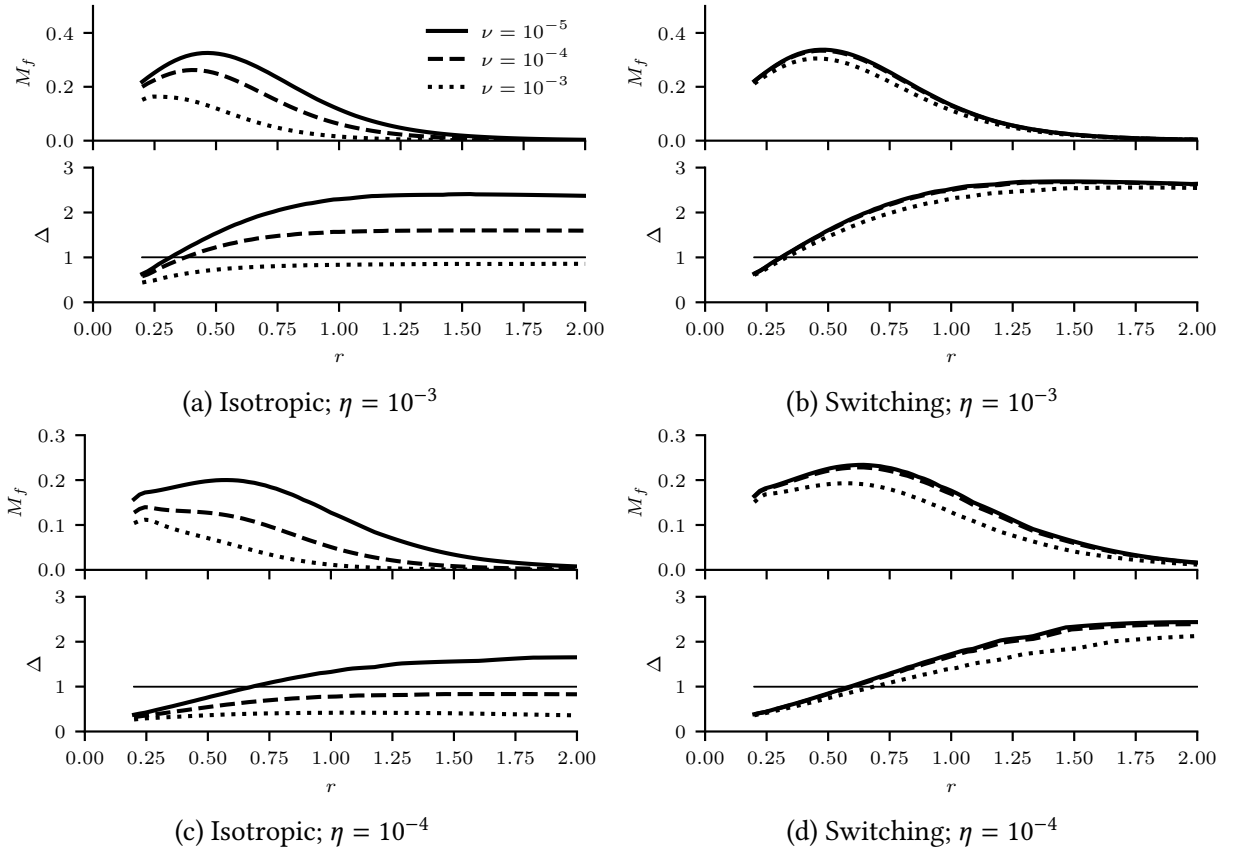 0.4
0.2
0.0
M_f
ν = 10⁻⁵
ν = 10⁻⁴
ν = 10⁻³
3
2
1
0
Δ
0.00 0.25 0.50 0.75 1.00 1.25 1.50 1.75 2.00
r
(a) Isotropic; η = 10⁻³
0.4
0.2
0.0
M_f
3
2
1
0
Δ
0.00 0.25 0.50 0.75 1.00 1.25 1.50 1.75 2.00
r
(b) Switching; η = 10⁻³
0.3
0.2
0.1
0.0
M_f
3
2
1
0
Δ
0.00 0.25 0.50 0.75 1.00 1.25 1.50 1.75 2.00
r
(c) Isotropic; η = 10⁻⁴
0.3
0.2
0.1
0.0
M_f
3
2
1
0
Δ
0.00 0.25 0.50 0.75 1.00 1.25 1.50 1.75 2.00
r
(d) Switching; η = 10⁻⁴